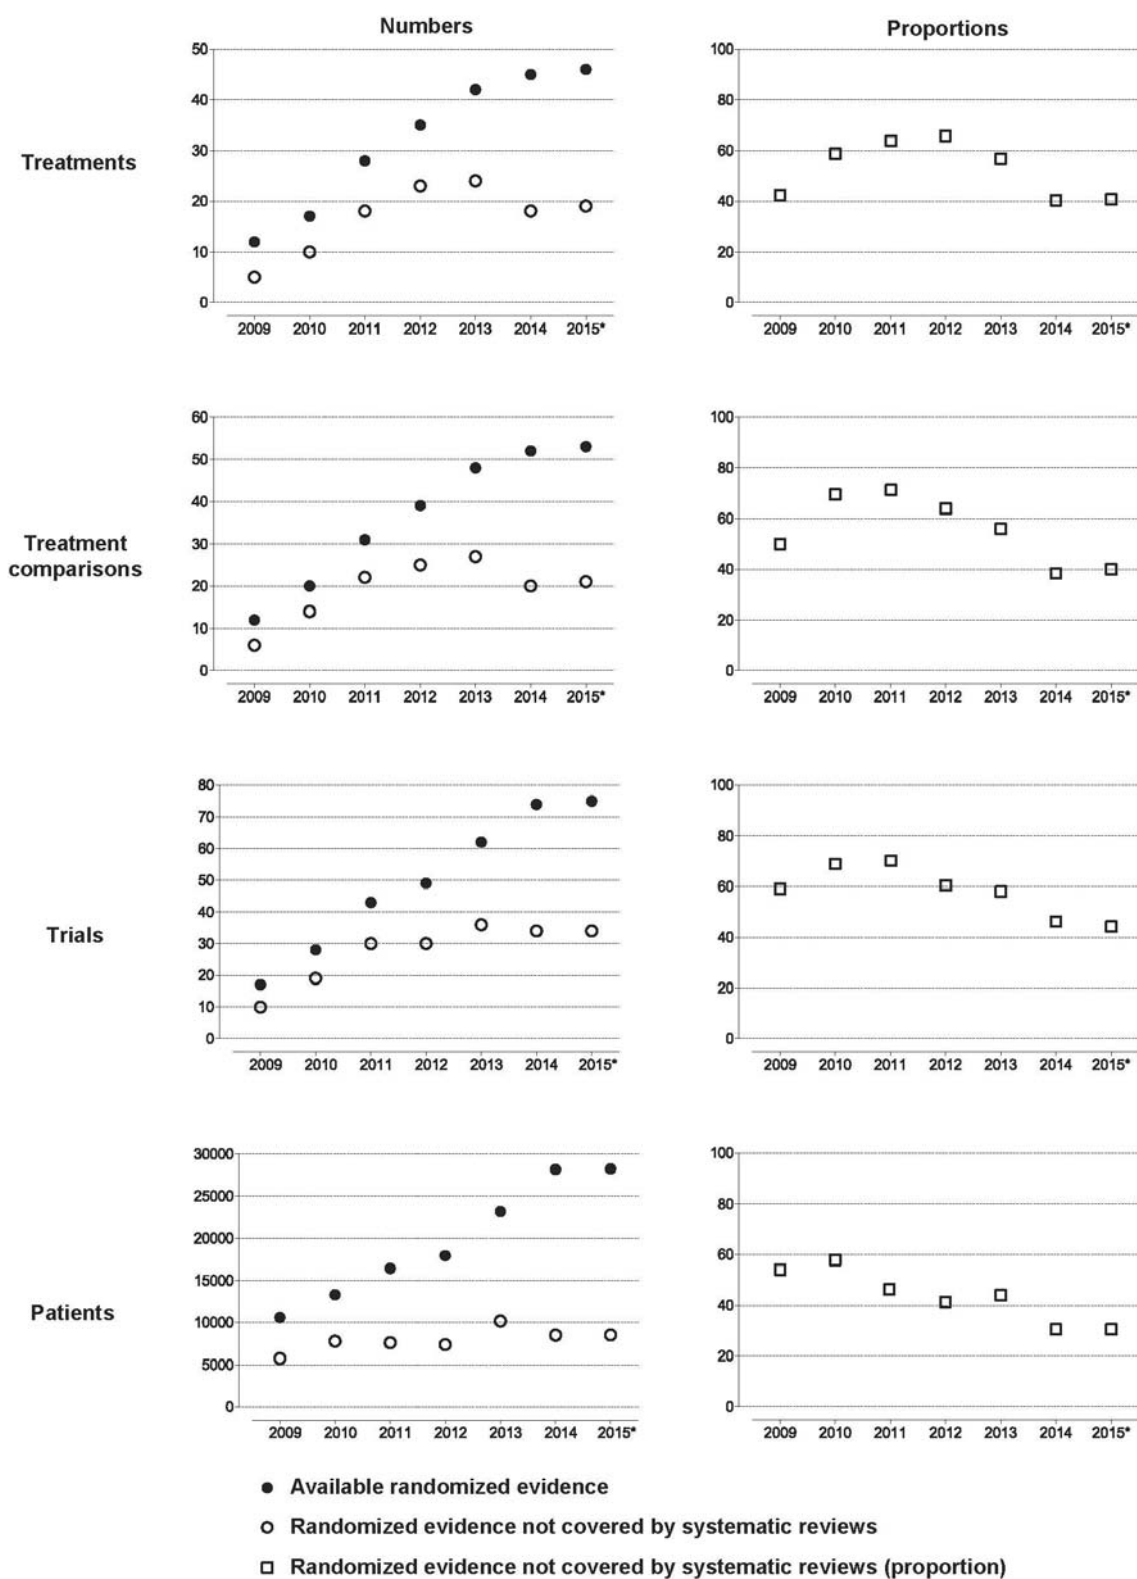 Numbers
Proportions
Treatments
50
40
30
20
10
0
2009 2010 2011 2012 2013 2014 2015*
100
80
60
40
20
0
2009 2010 2011 2012 2013 2014 2015*
Treatment
comparisons
60
50
40
30
20
10
0
2009 2010 2011 2012 2013 2014 2015*
100
80
60
40
20
0
2009 2010 2011 2012 2013 2014 2015*
Trials
80
70
60
50
40
30
20
10
0
2009 2010 2011 2012 2013 2014 2015*
100
80
60
40
20
0
2009 2010 2011 2012 2013 2014 2015*
Patients
30000
25000
20000
15000
10000
5000
0
2009 2010 2011 2012 2013 2014 2015*
100
80
60
40
20
0
2009 2010 2011 2012 2013 2014 2015*
Available randomized evidence
Randomized evidence not covered by systematic reviews
Randomized evidence not covered by systematic reviews (proportion)